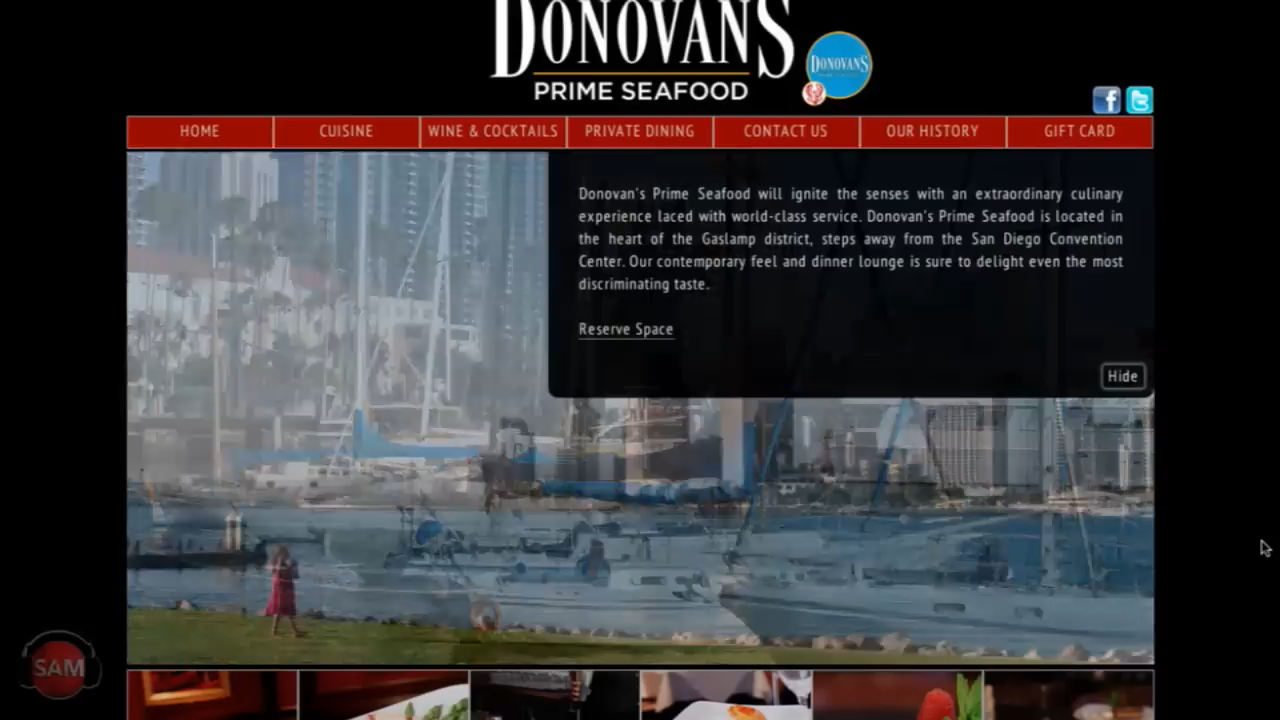 DONOVANS
PRIME SEAFOOD
DONOVANS
HOME
CUISINE
WINE & COCKTAILS
PRIVATE DINING
CONTACT US
OUR HISTORY
GIFT CARD
Donovan's Prime Seafood will ignite the senses with an extraordinary culinary
experience laced with world-class service. Donovan's Prime Seafood is located in
the heart of the Gaslamp district, steps away from the San Diego Convention
Center. Our contemporary feel and dinner lounge is sure to delight even the most
discriminating taste.
Reserve Space
Hide
SAM